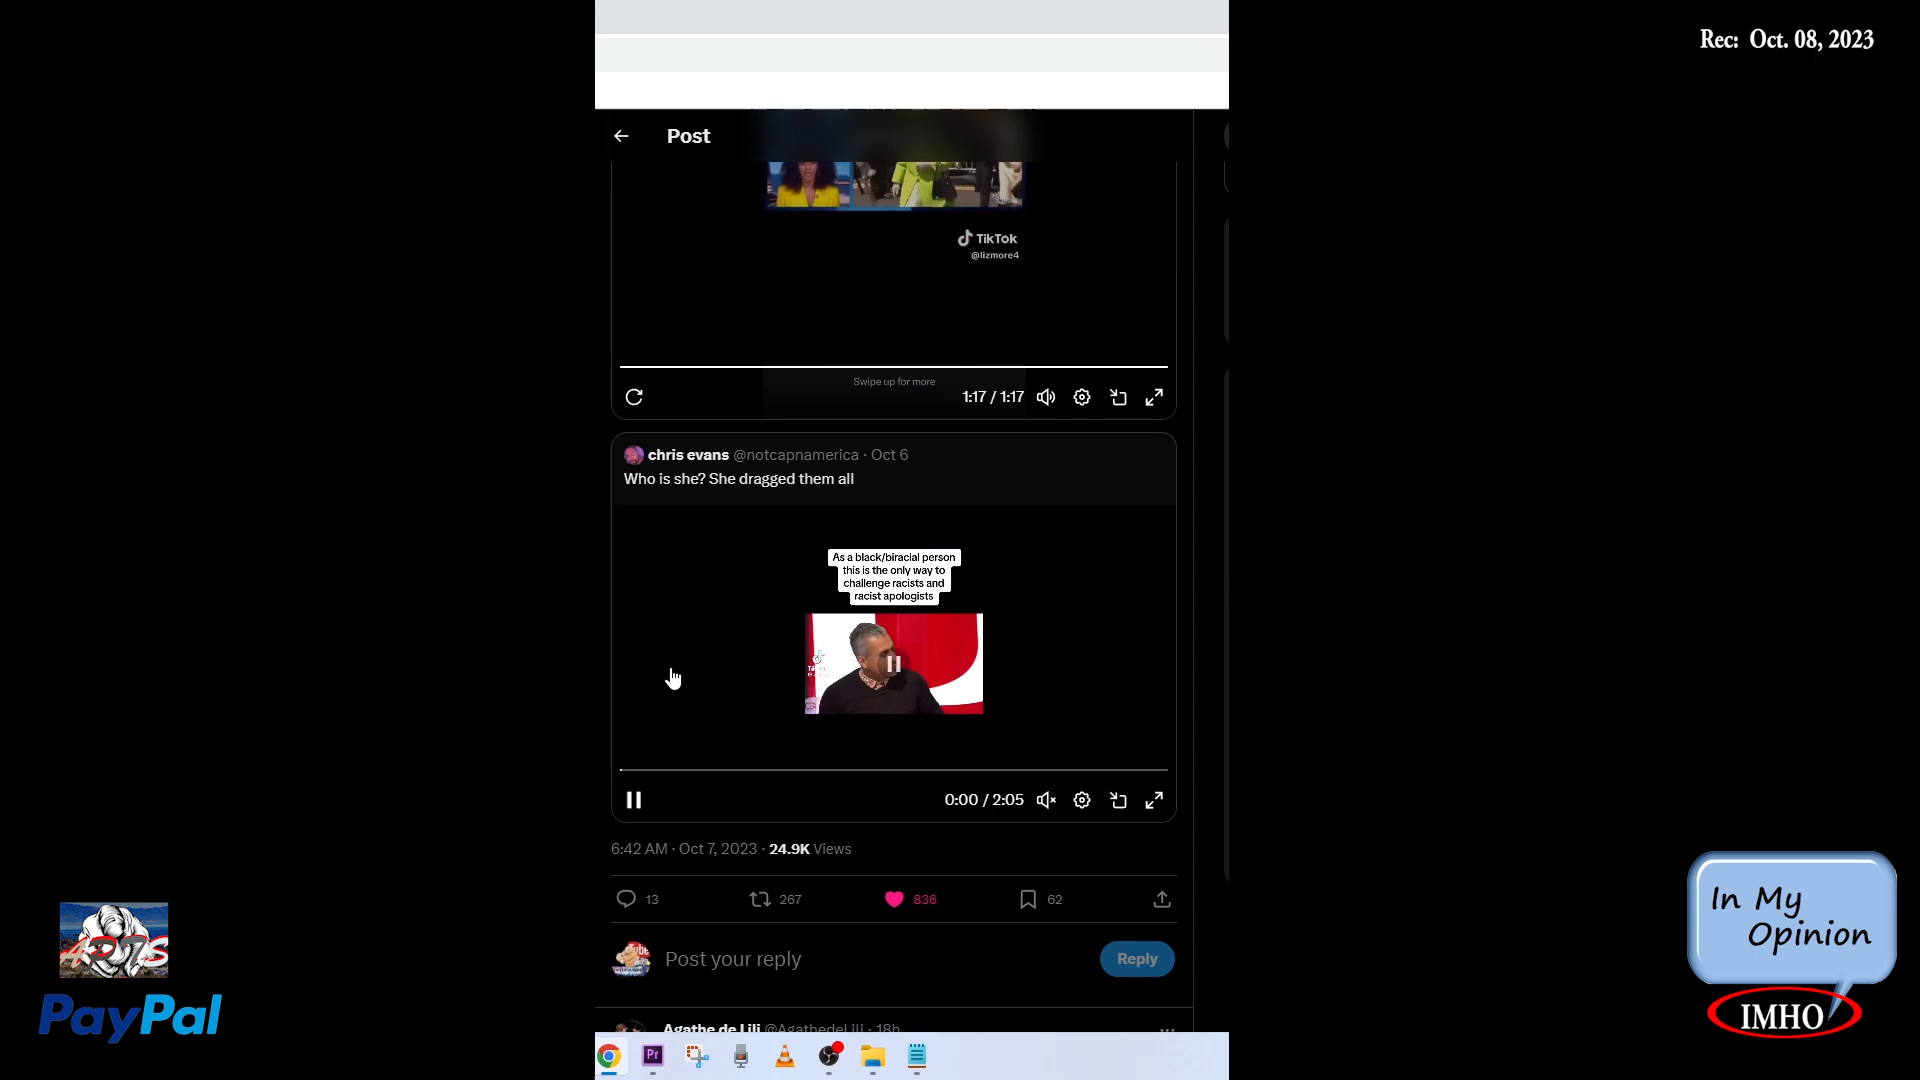 Rec: Oct. 08, 2023
Post
TikTok
@lizmore4
Swipe up for more
1:17 / 1:17
chris evans @notcapnamerica · Oct 6
Who is she? She dragged them all
As a black/biracial person
this is the only way to
challenge racists and
racist apologists
0:00 / 2:05
6:42 AM · Oct 7, 2023 · 24.9K Views
13
267
836
62
Post your reply
Reply
Agathe de Lili @AgathedeLili · 18h
Pr
PayPal
In My
Opinion
IMHO